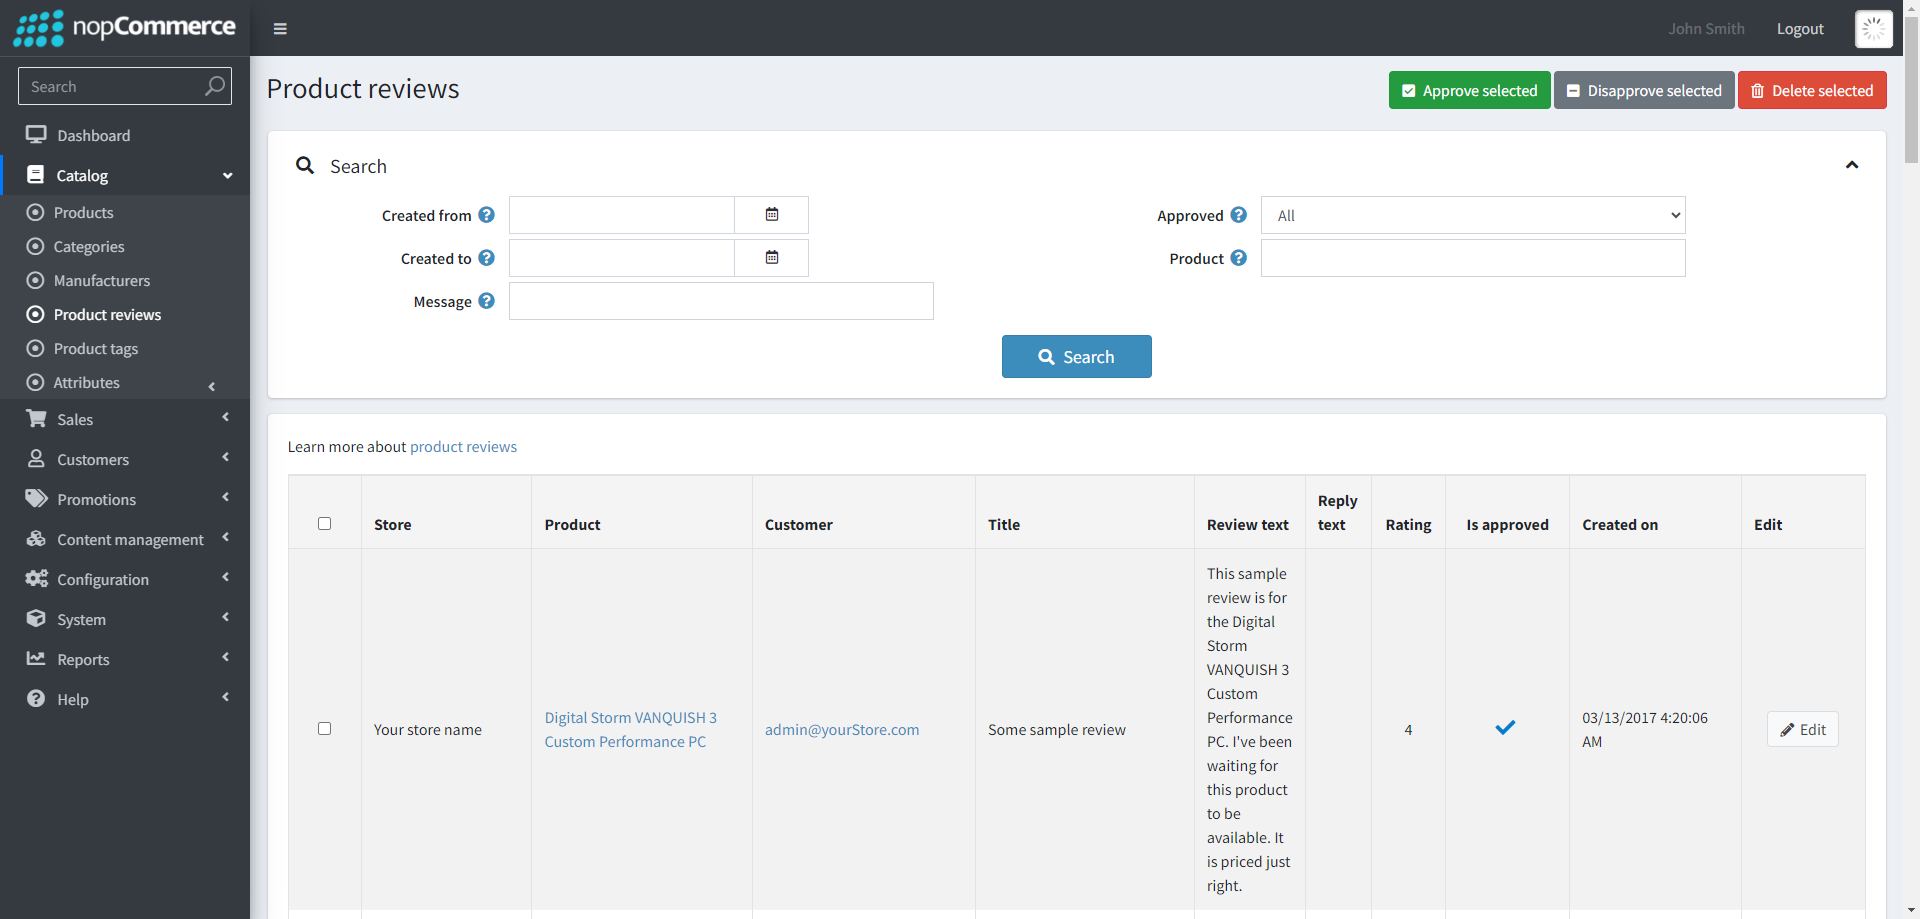 nopCommerce
John Smith
Logout
Search
Dashboard
Catalog
Products
Categories
Manufacturers
Product reviews
Product tags
Attributes
Sales
Customers
Promotions
Content management
Configuration
System
Reports
Help
Product reviews
Approve selected
Disapprove selected
Delete selected
Search
Created from
Approved
All
Created to
Product
Message
Search
Learn more about product reviews
Store
Product
Customer
Title
Review text
Reply
text
Rating
Is approved
Created on
Edit
Your store name
Digital Storm VANQUISH 3
Custom Performance PC
admin@yourStore.com
Some sample review
This sample
review is for
the Digital
Storm
VANQUISH 3
Custom
Performance
PC. I've been
waiting for
this product
to be
available. It
is priced just
right.
4
03/13/2017 4:20:06
AM
Edit